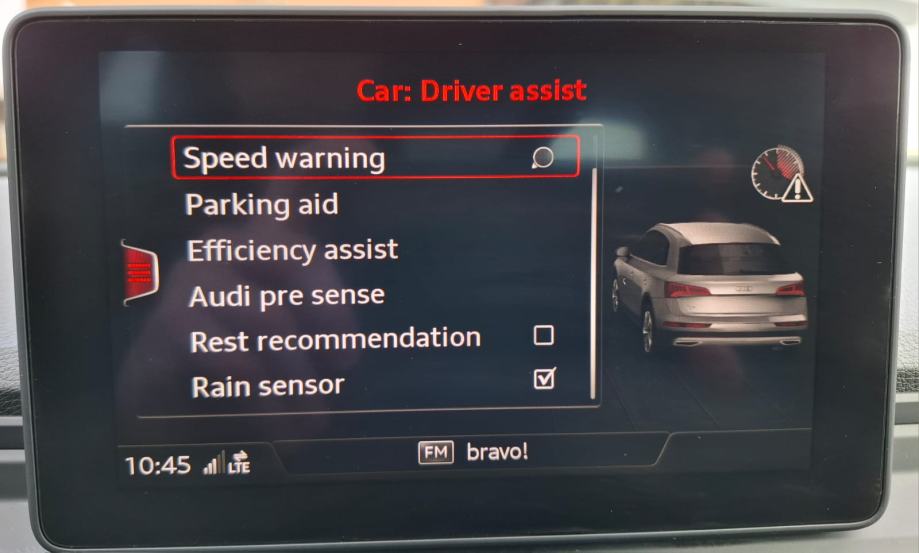 Car: Driver assist
Speed warning
Parking aid
Efficiency assist
Audi pre sense
Rest recommendation
Rain sensor
10:45 LTE
FM bravo!